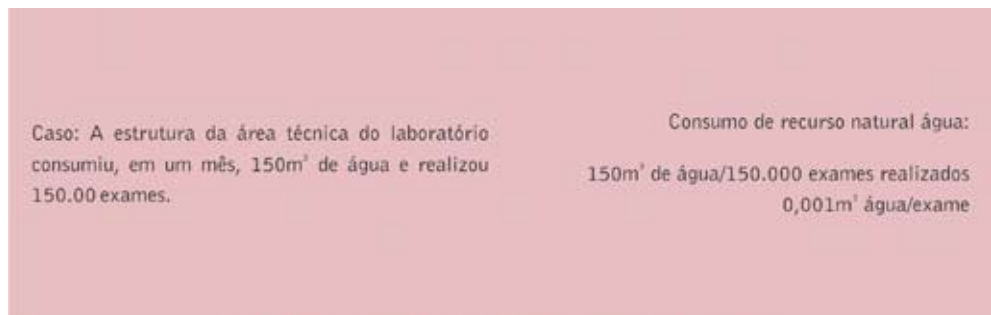 Caso: A estrutura da área técnica do laboratório
consumiu, em um mês, 150m³ de água e realizou
150.00 exames.
Consumo de recurso natural água:
150m³ de água/150.000 exames realizados
0,001m³ água/exame